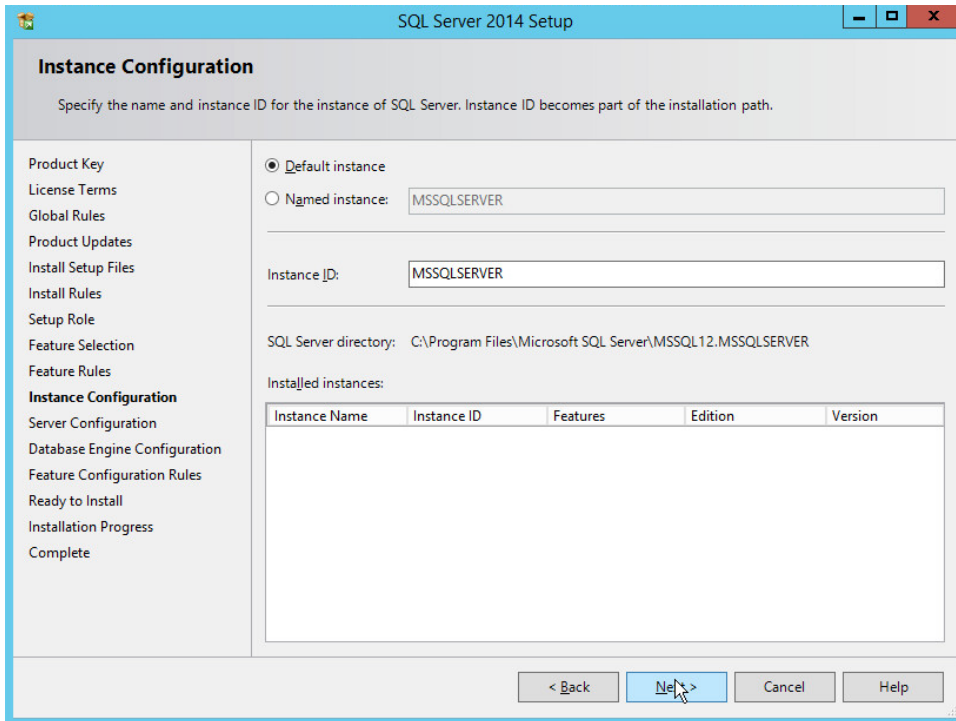 SQL Server 2014 Setup
Instance Configuration
Specify the name and instance ID for the instance of SQL Server. Instance ID becomes part of the installation path.
Product Key
License Terms
Global Rules
Product Updates
Install Setup Files
Install Rules
Setup Role
Feature Selection
Feature Rules
Instance Configuration
Server Configuration
Database Engine Configuration
Feature Configuration Rules
Ready to Install
Installation Progress
Complete
Default instance
Named instance: MSSQLSERVER
Instance ID: MSSQLSERVER
SQL Server directory: C:\Program Files\Microsoft SQL Server\MSSQL12.MSSQLSERVER
Installed instances:
Instance Name Instance ID Features Edition Version
< Back Next > Cancel Help